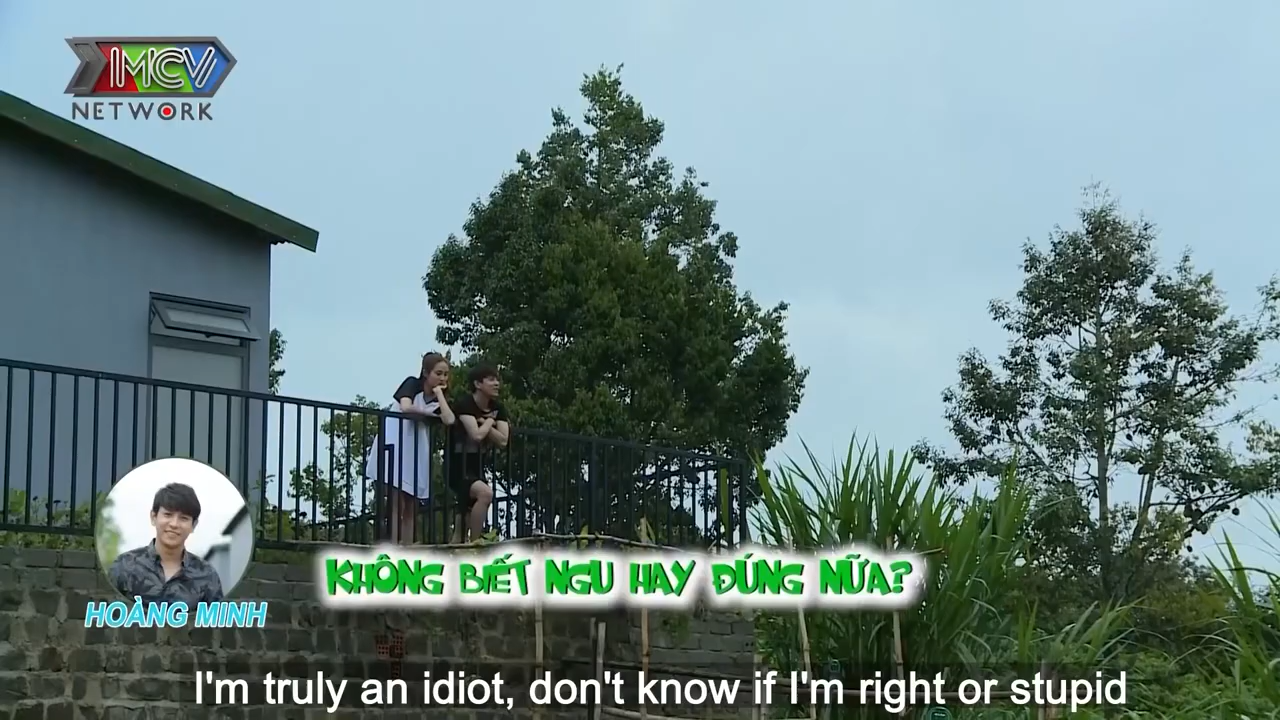 MCV
NETWORK
KHÔNG BIẾT NGU HAY ĐÚNG NỮA?
HOÀNG MINH
I'm truly an idiot, don't know if I'm right or stupid